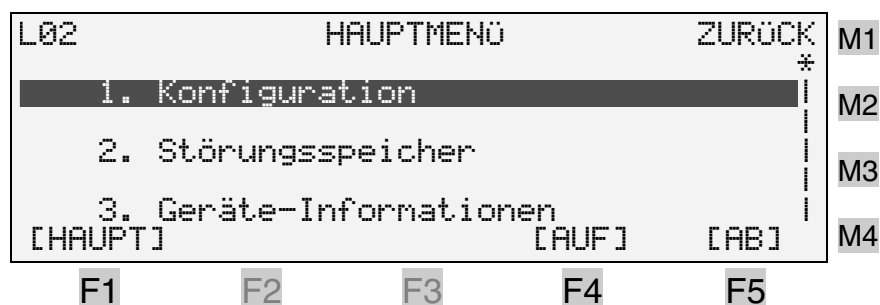 L02 HAUPTMENÜ ZURÜCK M1
*
1. Konfiguration
M2
2. Störungsspeicher
M3
3. Geräte-Informationen
[HAUPT] [AUF] [AB] M4
F1 F2 F3 F4 F5